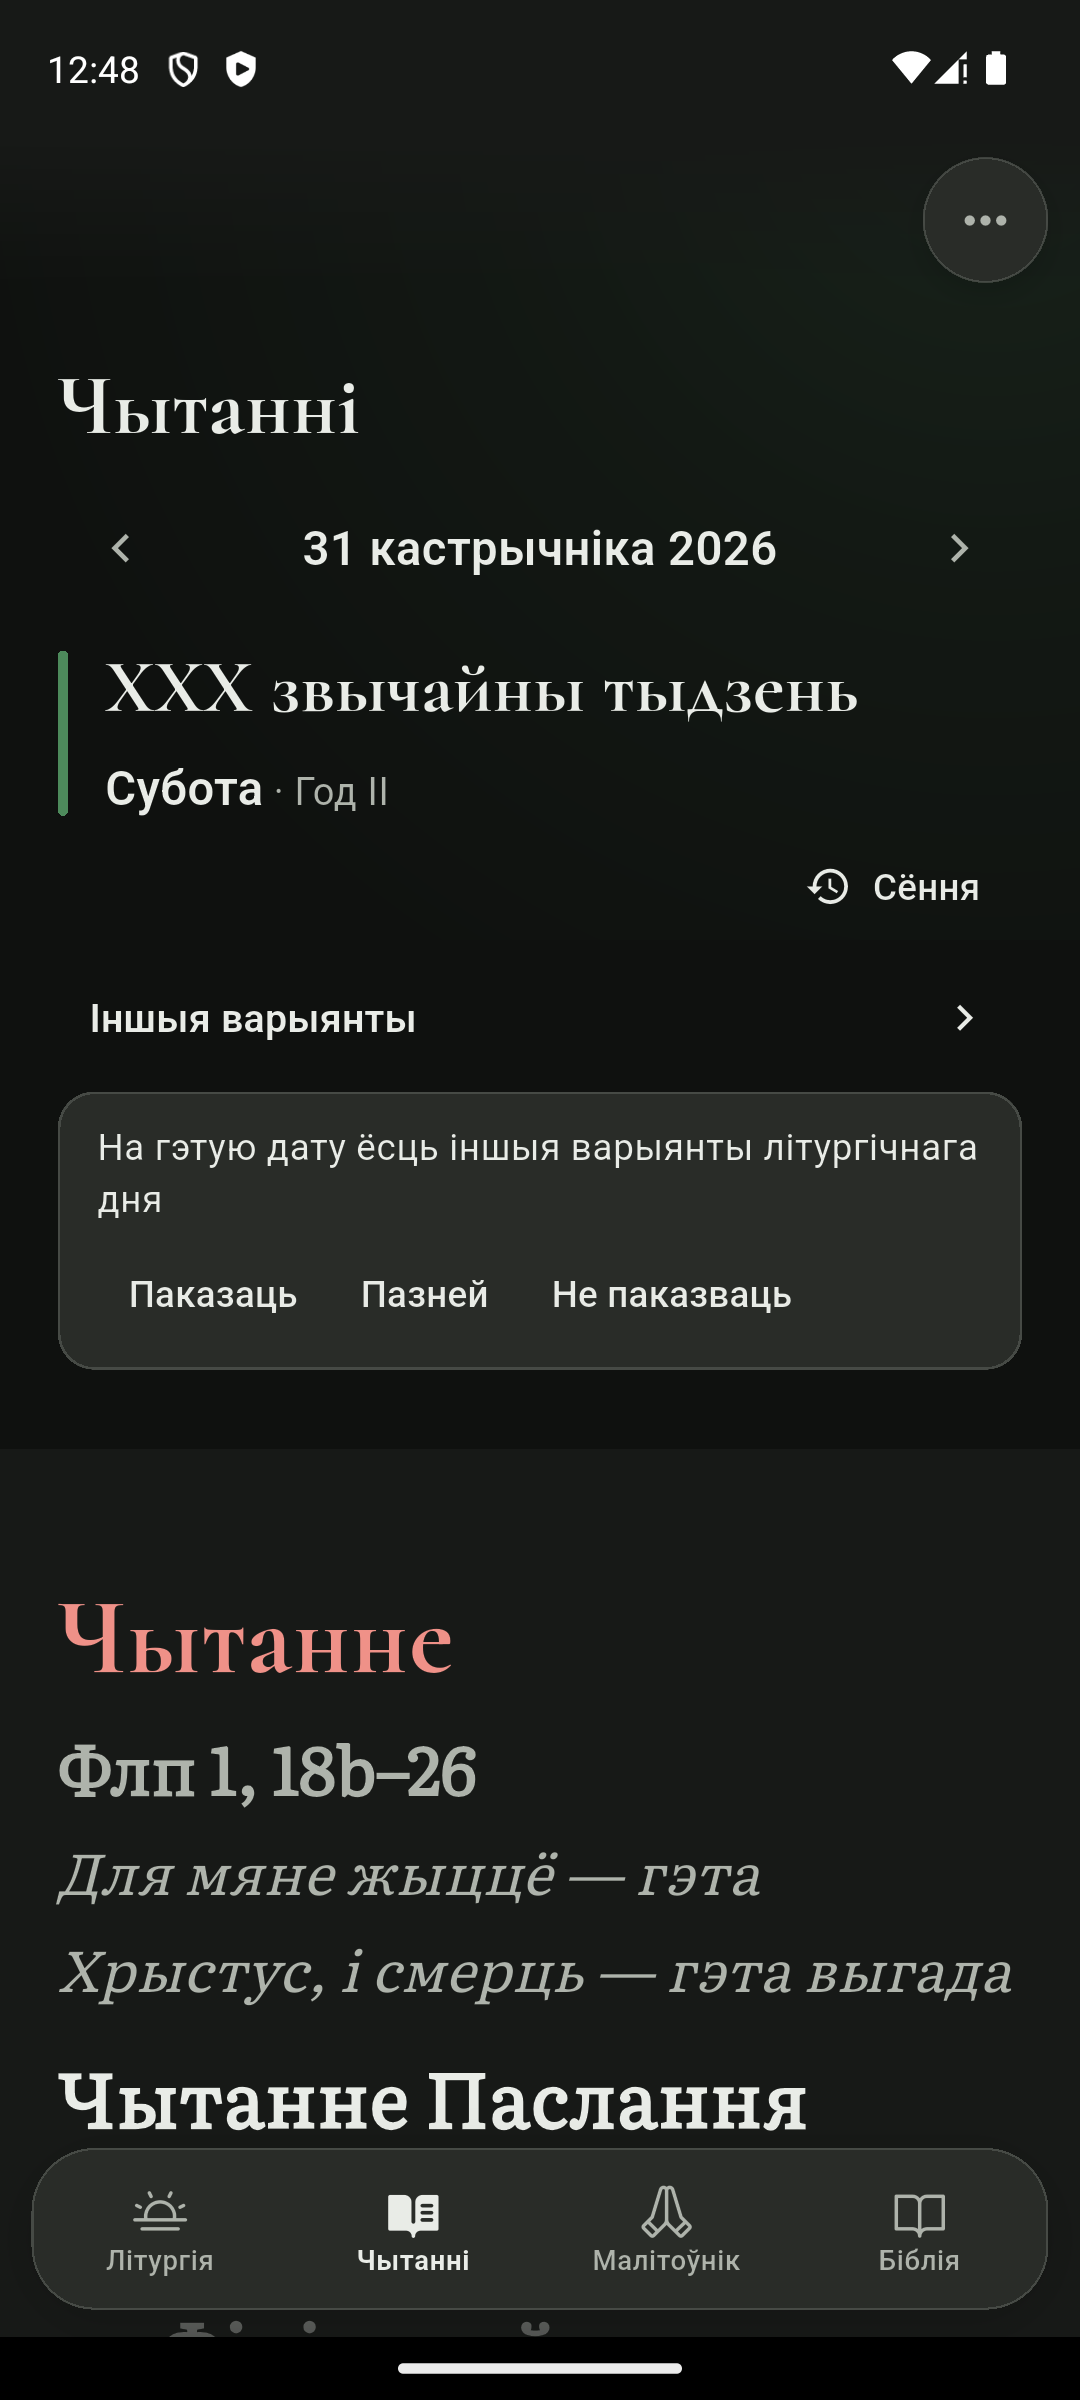 12:48
Чытанні
31 кастрычніка 2026
XXX звычайны тыдзень
Субота · Год II
Сёння
Іншыя варыянты
На гэтую дату ёсць іншыя варыянты літургічнага
дня
Паказаць Пазней Не паказваць
Чытанне
Флп 1, 18b–26
Для мяне жыццё — гэта
Хрыстус, і смерць — гэта выгада
Чытанне Паслання
Літургія Чытанні Малітоўнік Біблія